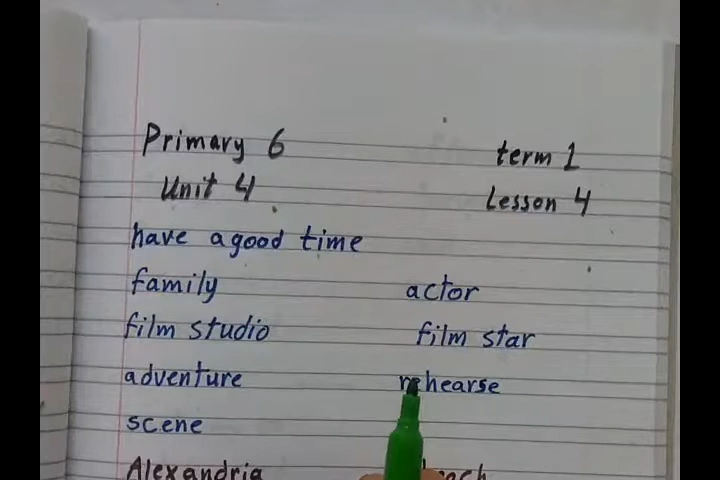 Primary 6 term 1
Unit 4 Lesson 4
have a good time
family actor
film studio film star
adventure rehearse
scene
Alexandria